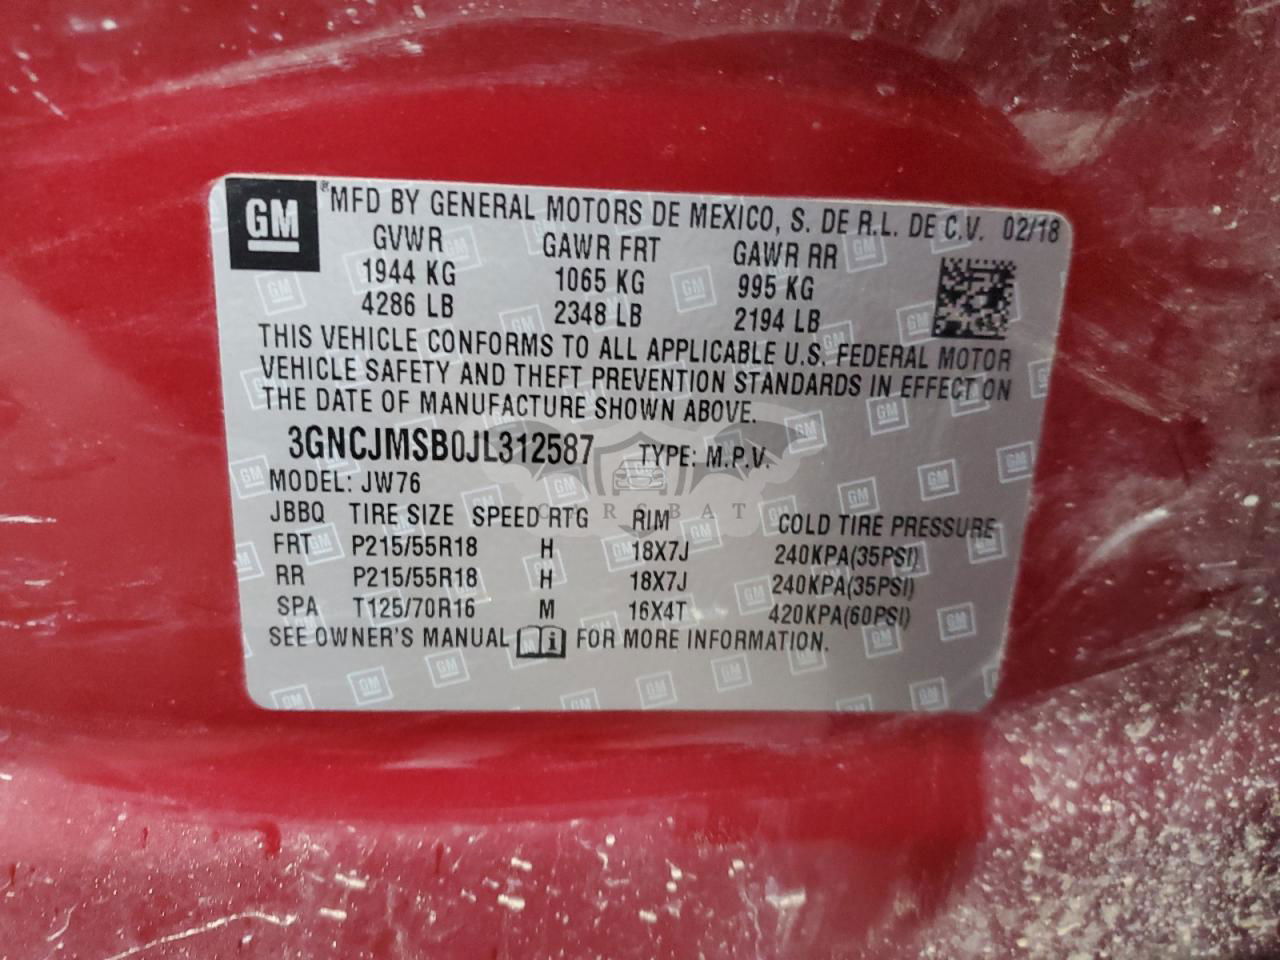 GM
®MFD BY GENERAL MOTORS DE MEXICO, S. DE R.L. DE C.V. 02/18
GVWR GAWR FRT GAWR RR
1944 KG 1065 KG 995 KG
4286 LB 2348 LB 2194 LB
THIS VEHICLE CONFORMS TO ALL APPLICABLE U.S. FEDERAL MOTOR
VEHICLE SAFETY AND THEFT PREVENTION STANDARDS IN EFFECT ON
THE DATE OF MANUFACTURE SHOWN ABOVE.
3GNCJMSB0JL312587 TYPE: M.P.V.
MODEL: JW76
CARSBAT
JBBQ TIRE SIZE SPEED RTG RIM COLD TIRE PRESSURE
FRT P215/55R18 H 18X7J 240KPA(35PSI)
RR P215/55R18 H 18X7J 240KPA(35PSI)
SPA T125/70R16 M 16X4T 420KPA(60PSI)
SEE OWNER'S MANUAL i FOR MORE INFORMATION.